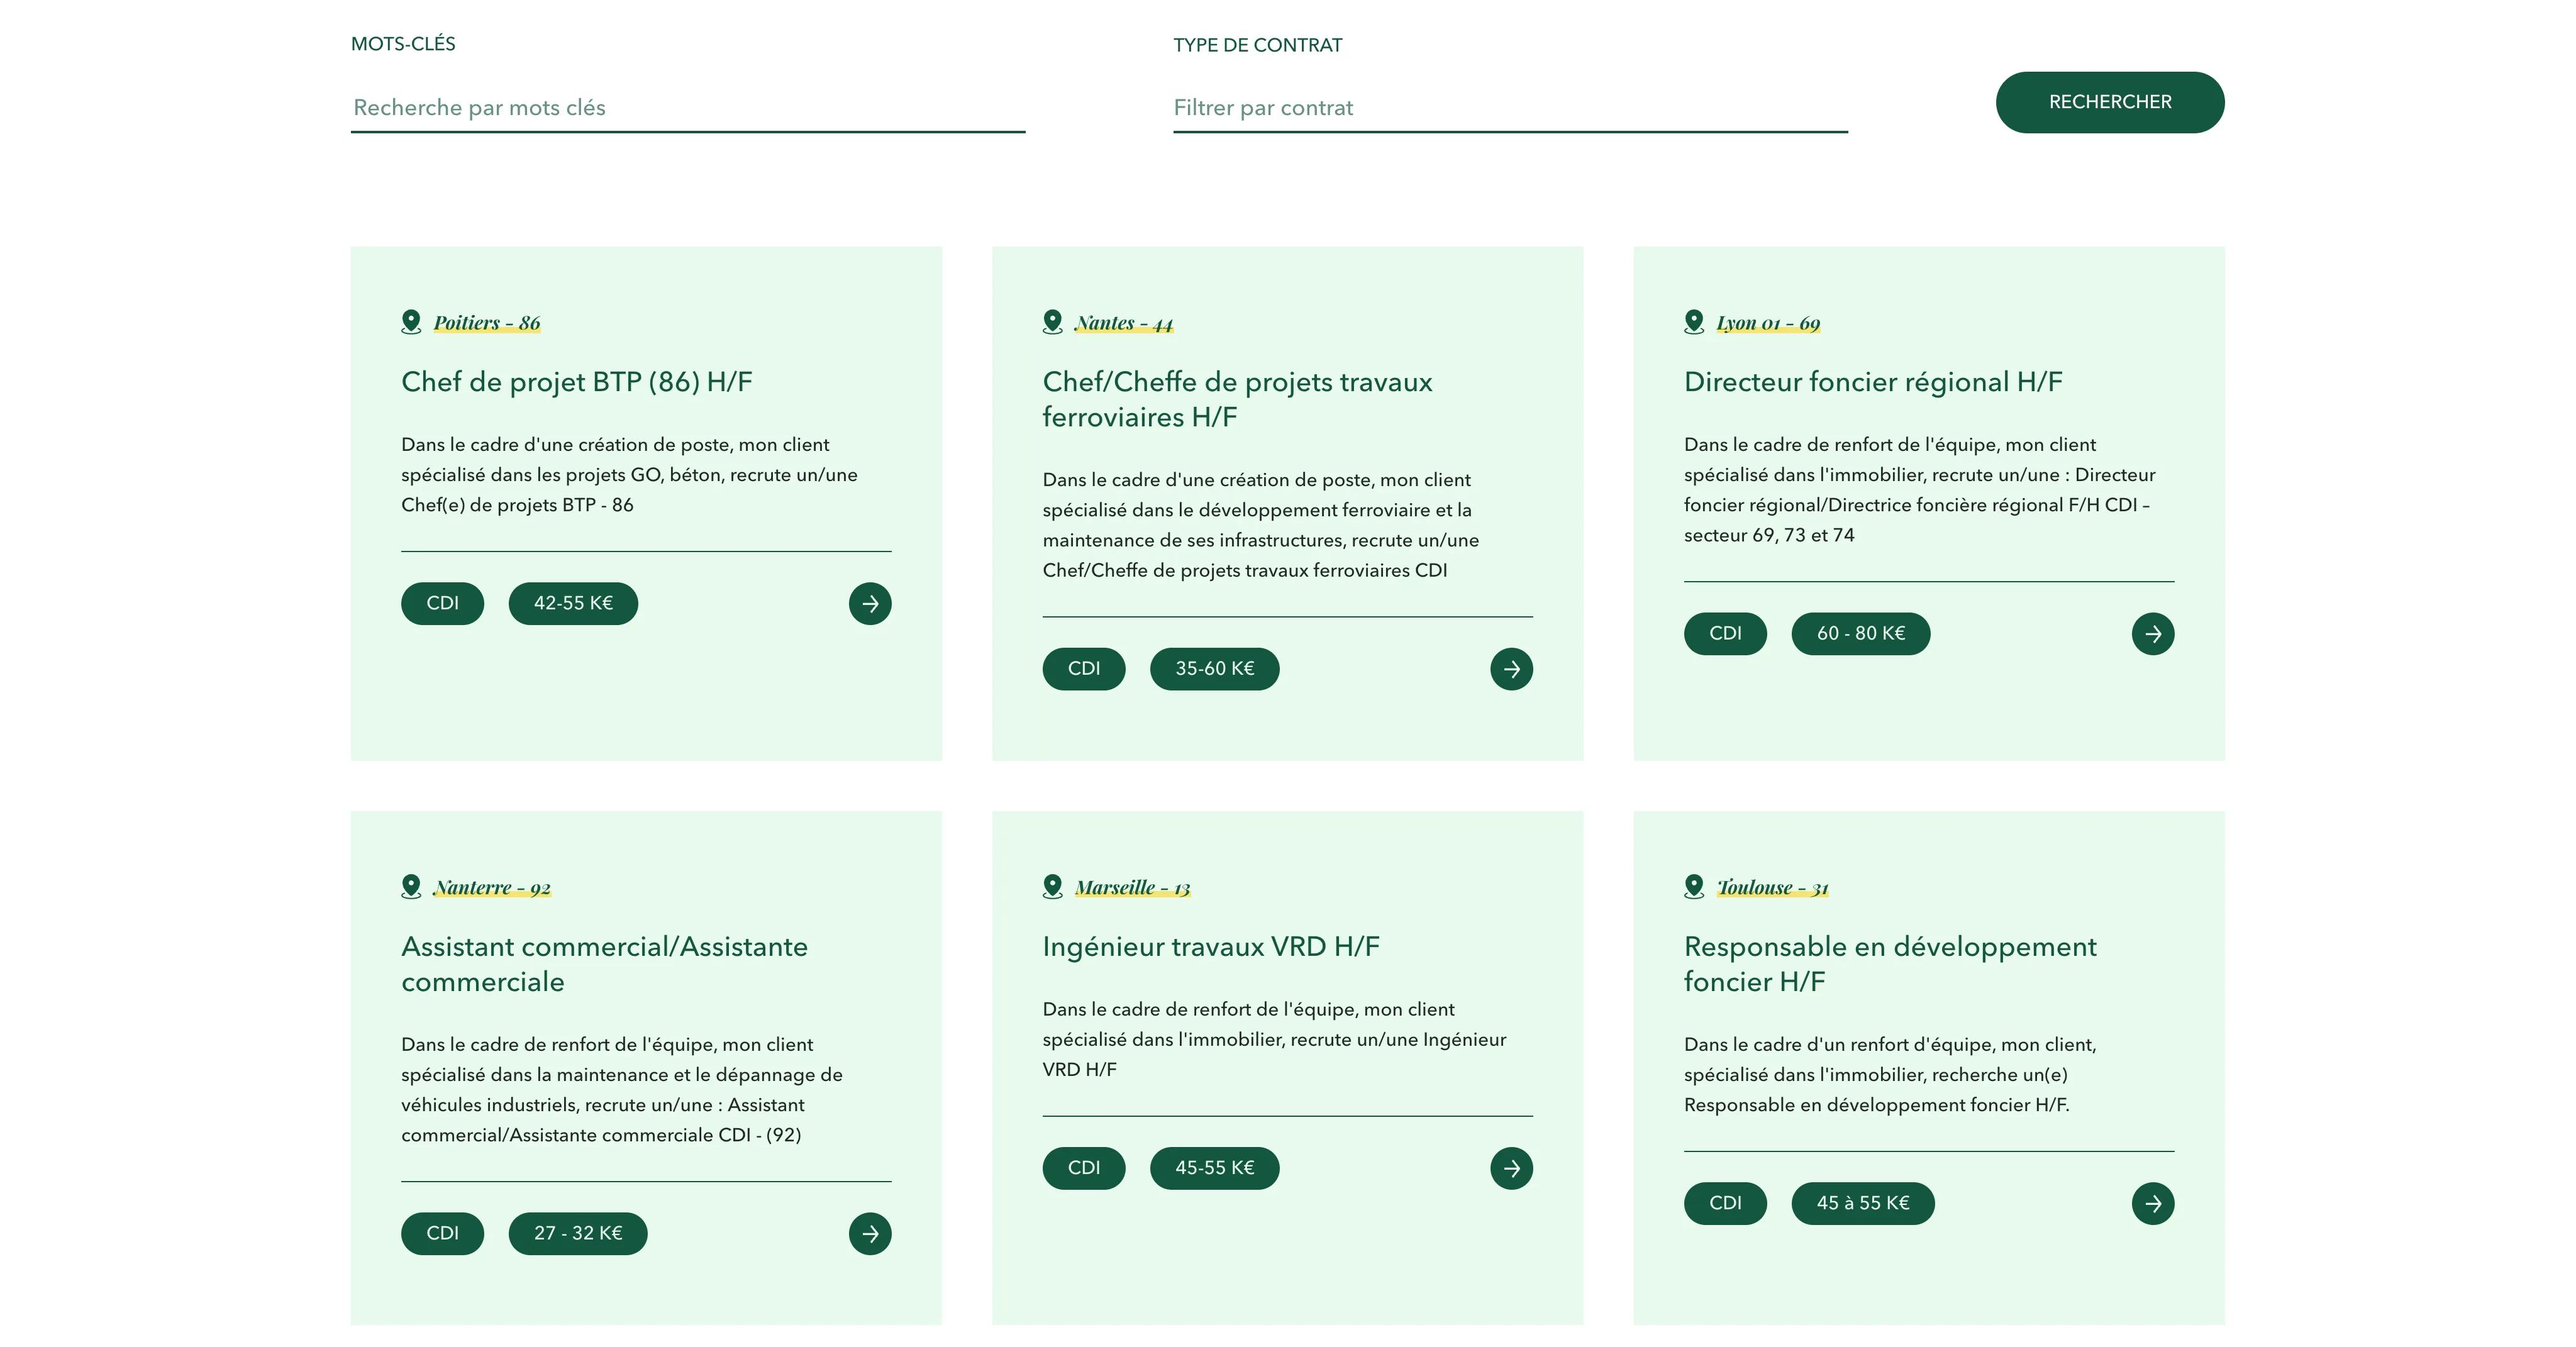 MOTS-CLÉS
Recherche par mots clés
TYPE DE CONTRAT
Filtrer par contrat
RECHERCHER
Poitiers - 86
Chef de projet BTP (86) H/F
Dans le cadre d'une création de poste, mon client
spécialisé dans les projets GO, béton, recrute un/une
Chef(e) de projets BTP - 86
CDI
42-55 K€
Nantes - 44
Chef/Cheffe de projets travaux
ferroviaires H/F
Dans le cadre d'une création de poste, mon client
spécialisé dans le développement ferroviaire et la
maintenance de ses infrastructures, recrute un/une
Chef/Cheffe de projets travaux ferroviaires CDI
CDI
35-60 K€
Lyon 01 - 69
Directeur foncier régional H/F
Dans le cadre de renfort de l'équipe, mon client
spécialisé dans l'immobilier, recrute un/une : Directeur
foncier régional/Directrice foncière régional F/H CDI –
secteur 69, 73 et 74
CDI
60 - 80 K€
Nanterre - 92
Assistant commercial/Assistante
commerciale
Dans le cadre de renfort de l'équipe, mon client
spécialisé dans la maintenance et le dépannage de
véhicules industriels, recrute un/une : Assistant
commercial/Assistante commerciale CDI - (92)
CDI
27 - 32 K€
Marseille - 13
Ingénieur travaux VRD H/F
Dans le cadre de renfort de l'équipe, mon client
spécialisé dans l'immobilier, recrute un/une Ingénieur
VRD H/F
CDI
45-55 K€
Toulouse - 31
Responsable en développement
foncier H/F
Dans le cadre d'un renfort d'équipe, mon client,
spécialisé dans l'immobilier, recherche un(e)
Responsable en développement foncier H/F.
CDI
45 à 55 K€